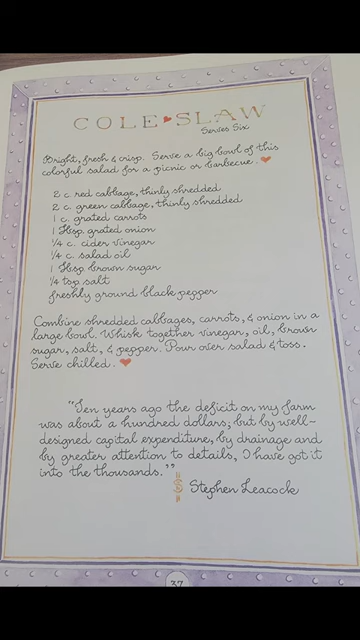 COLE ♥ SLAW
Serves Six
Bright, fresh & crisp. Serve a big bowl of this
colorful salad for a picnic or barbecue. ♥
2 c. red cabbage, thinly shredded
2 c. green cabbage, thinly shredded
1 c. grated carrots
1 Tbsp. grated onion
1/4 c. cider vinegar
1/4 c. salad oil
1 Tbsp. brown sugar
1/4 tsp. salt
freshly ground black pepper
Combine shredded cabbages, carrots, & onion in a
large bowl. Whisk together vinegar, oil, brown
sugar, salt, & pepper. Pour over salad & toss.
Serve chilled. ♥
"Ten years ago the deficit on my farm
was about a hundred dollars; but by well-
designed capital expenditure, by drainage and
by greater attention to details, I have got it
into the thousands."
$ Stephen Leacock
37